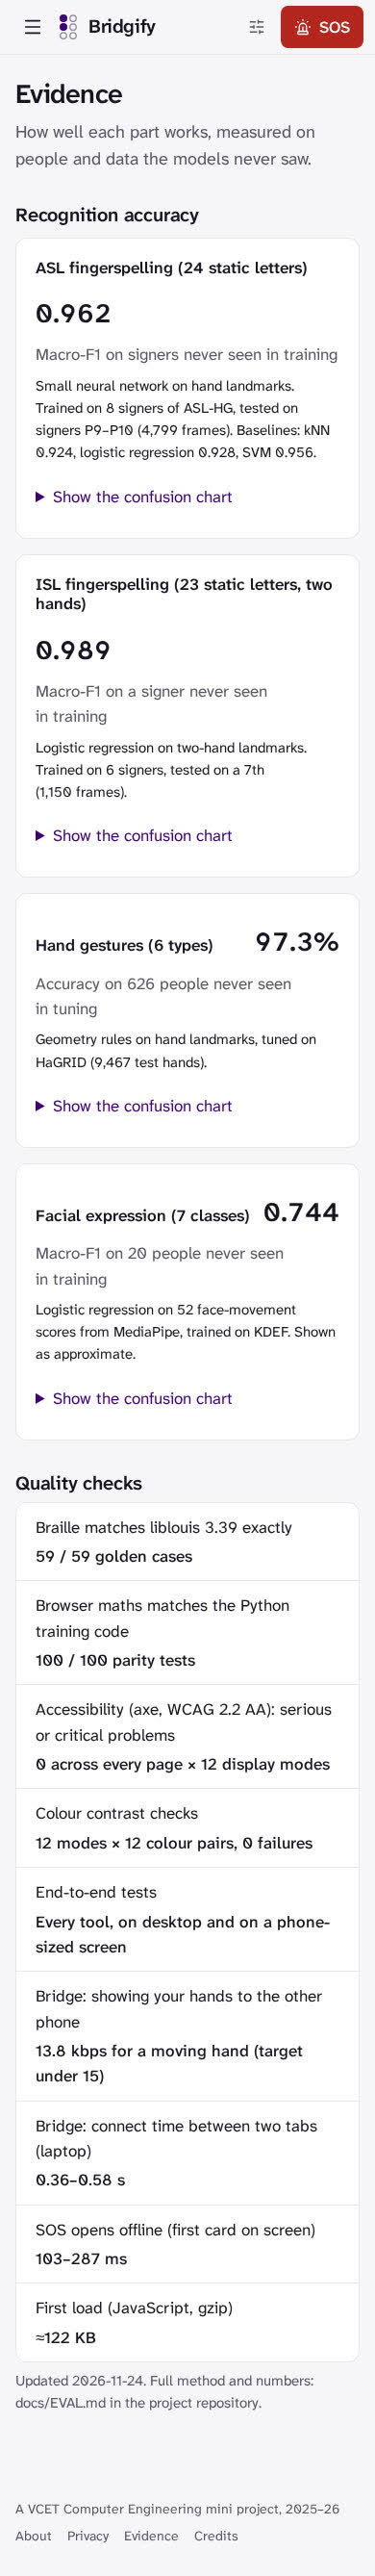 Bridgify
SOS
Evidence
How well each part works, measured on
people and data the models never saw.
Recognition accuracy
ASL fingerspelling (24 static letters)
0.962
Macro-F1 on signers never seen in training
Small neural network on hand landmarks.
Trained on 8 signers of ASL-HG, tested on
signers P9–P10 (4,799 frames). Baselines: kNN
0.924, logistic regression 0.928, SVM 0.956.
▶ Show the confusion chart
ISL fingerspelling (23 static letters, two
hands)
0.989
Macro-F1 on a signer never seen
in training
Logistic regression on two-hand landmarks.
Trained on 6 signers, tested on a 7th
(1,150 frames).
▶ Show the confusion chart
Hand gestures (6 types) 97.3%
Accuracy on 626 people never seen
in tuning
Geometry rules on hand landmarks, tuned on
HaGRID (9,467 test hands).
▶ Show the confusion chart
Facial expression (7 classes) 0.744
Macro-F1 on 20 people never seen
in training
Logistic regression on 52 face-movement
scores from MediaPipe, trained on KDEF. Shown
as approximate.
▶ Show the confusion chart
Quality checks
Braille matches liblouis 3.39 exactly
59 / 59 golden cases
Browser maths matches the Python
training code
100 / 100 parity tests
Accessibility (axe, WCAG 2.2 AA): serious
or critical problems
0 across every page × 12 display modes
Colour contrast checks
12 modes × 12 colour pairs, 0 failures
End-to-end tests
Every tool, on desktop and on a phone-
sized screen
Bridge: showing your hands to the other
phone
13.8 kbps for a moving hand (target
under 15)
Bridge: connect time between two tabs
(laptop)
0.36–0.58 s
SOS opens offline (first card on screen)
103–287 ms
First load (JavaScript, gzip)
≈122 KB
Updated 2026-11-24. Full method and numbers:
docs/EVAL.md in the project repository.
A VCET Computer Engineering mini project, 2025–26
About Privacy Evidence Credits